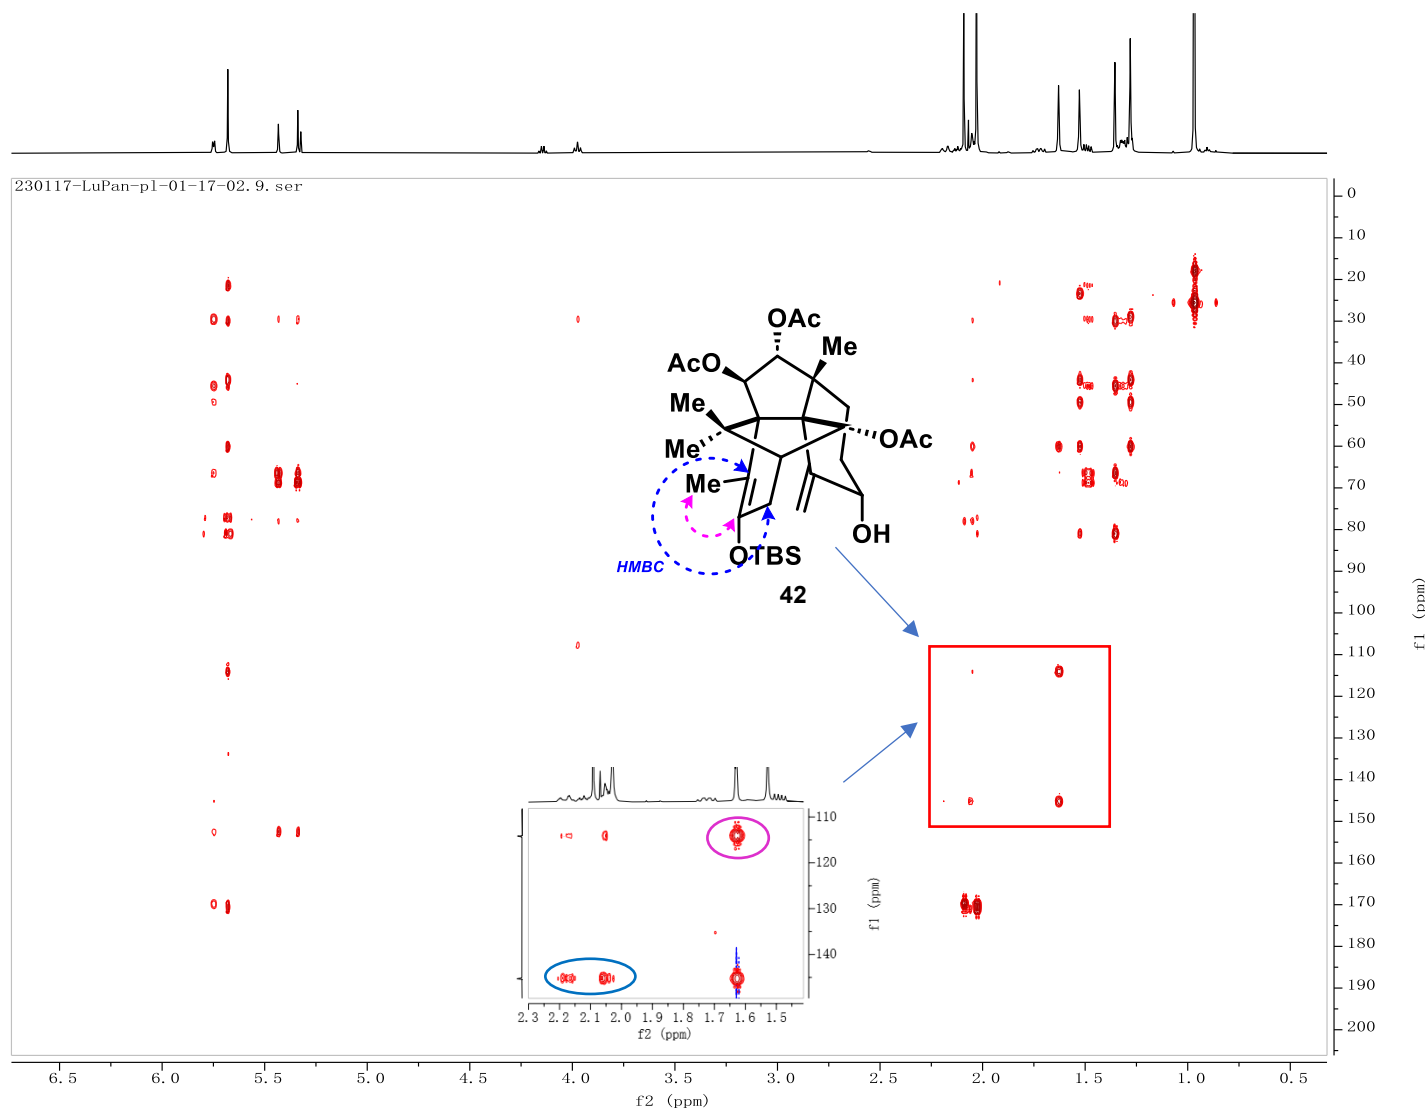 230117-LuPan-pl-01-17-02.9.ser
0
10
20
30
40
50
60
70
80
90
100
110
120
130
140
150
160
170
180
190
200
f1 (ppm)
OAc
AcO
Me
Me
OAc
Me
Me
OH
OTBS
HMBC
42
110
120
130
140
f1 (ppm)
2.3 2.2 2.1 2.0 1.9 1.8 1.7 1.6 1.5
f2 (ppm)
6.5 6.0 5.5 5.0 4.5 4.0 3.5 3.0 2.5 2.0 1.5 1.0 0.5
f2 (ppm)